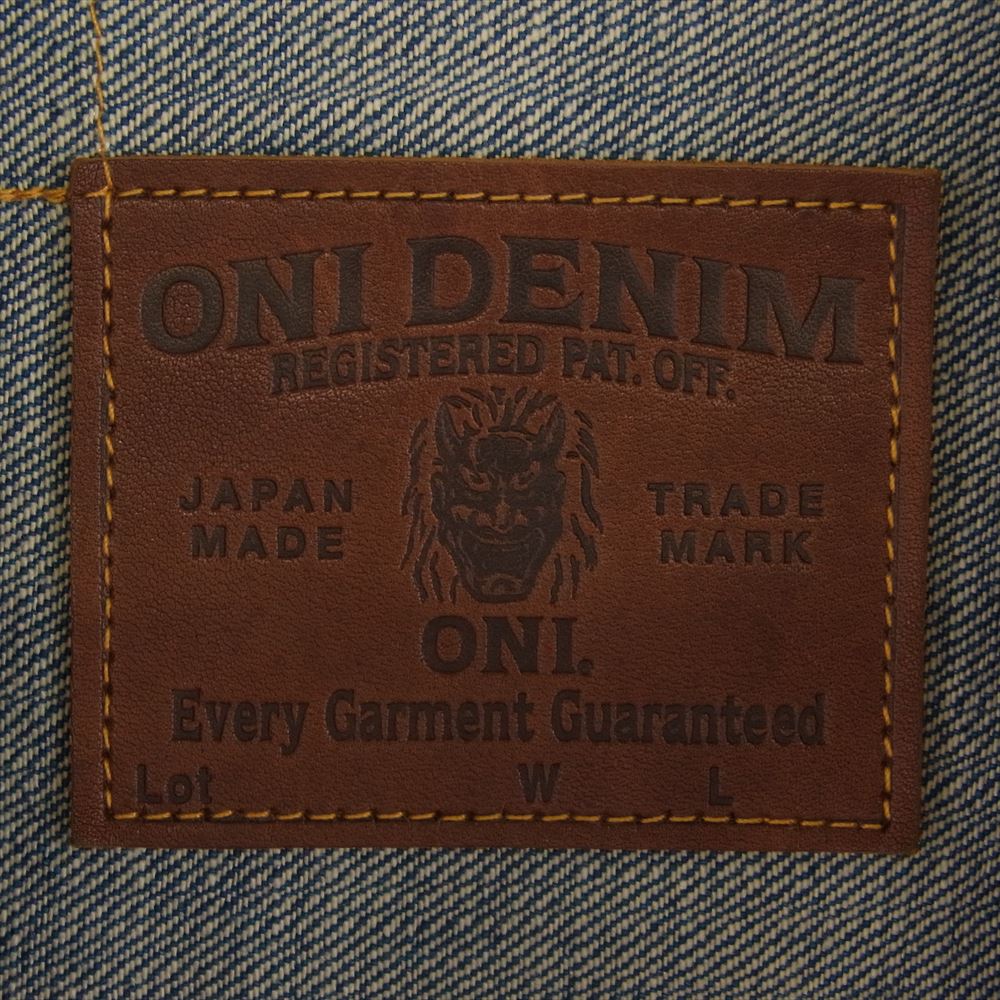 ONI DENIM
REGISTERED PAT. OFF.
JAPAN
MADE
TRADE
MARK
ONI.
Every Garment Guaranteed
Lot W L